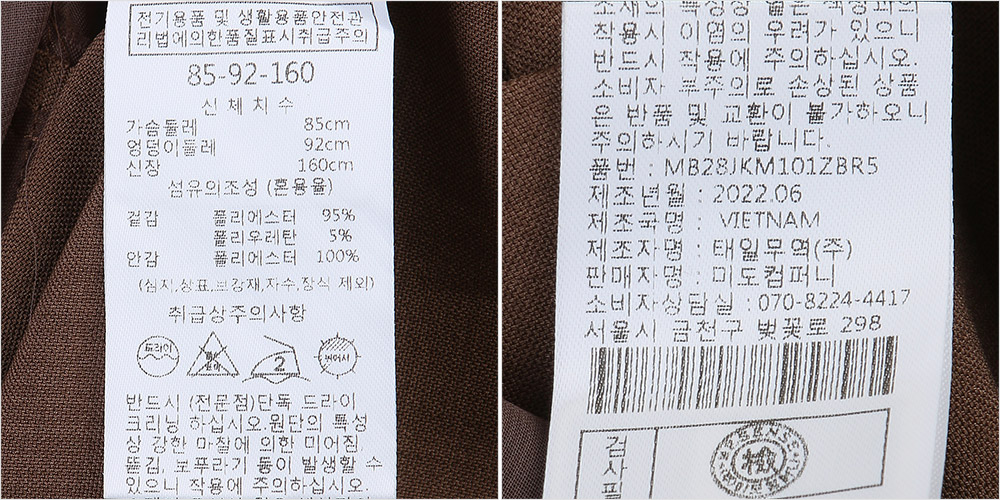 전기용품 및 생활용품안전관
리법에의한품질표시취급주의
85-92-160
신 체 치 수
가슴둘레 85cm
엉덩이둘레 92cm
신장 160cm
섬유의조성 (혼용율)
겉감 폴리에스터 95%
폴리우레탄 5%
안감 폴리에스터 100%
(심지,상표,보강재,자수,장식 제외)
취급상주의사항
드라이
2
반드시 (전문점)단독 드라이
크리닝 하십시오.원단의 특성
상 강한 마찰에 의한 미어짐,
뜯김, 보푸라기 등이 발생할 수
있으니 착용에 주의하십시오.
소재의 특성상 밝은 색상과의
착용시 이염의 우려가 있으니
반드시 착용에 주의하십시오.
소비자 부주의로 손상된 상품
은 반품 및 교환이 불가하오니
주의하시기 바랍니다.
품번 : MB28JKM101ZBR5
제조년월 : 2022.06
제조국명 : VIETNAM
제조자명 : 태일무역(주)
판매자명 : 미도컴퍼니
소비자상담실 : 070-8224-4417
서울시 금천구 벚꽃로 298
검
사
필
檢